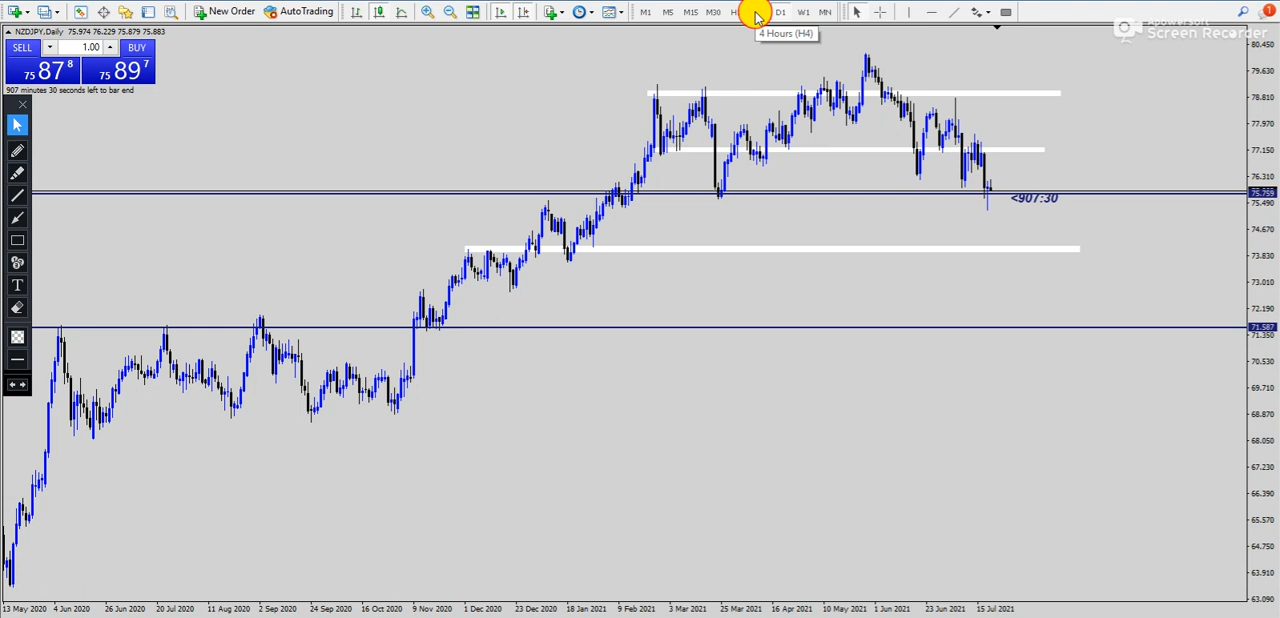 New Order
AutoTrading
M1
M5
M15
M30
D1
W1
MN
1
4 Hours (H4)
Apowersoft
Screen Recorder
NZDJPY,Daily 75.974 76.229 75.879 75.883
SELL
1.00
BUY
75 87 8
75 89 7
907 minutes 30 seconds left to bar end
T
<907:30
80.450
79.630
78.810
77.970
77.150
76.310
75.759
75.490
74.670
73.830
73.010
72.190
71.587
71.350
70.530
69.710
68.870
68.050
67.230
66.390
65.570
64.750
63.910
63.090
13 May 2020
4 Jun 2020
26 Jun 2020
20 Jul 2020
11 Aug 2020
2 Sep 2020
24 Sep 2020
16 Oct 2020
9 Nov 2020
1 Dec 2020
23 Dec 2020
18 Jan 2021
9 Feb 2021
3 Mar 2021
25 Mar 2021
16 Apr 2021
10 May 2021
1 Jun 2021
23 Jun 2021
15 Jul 2021